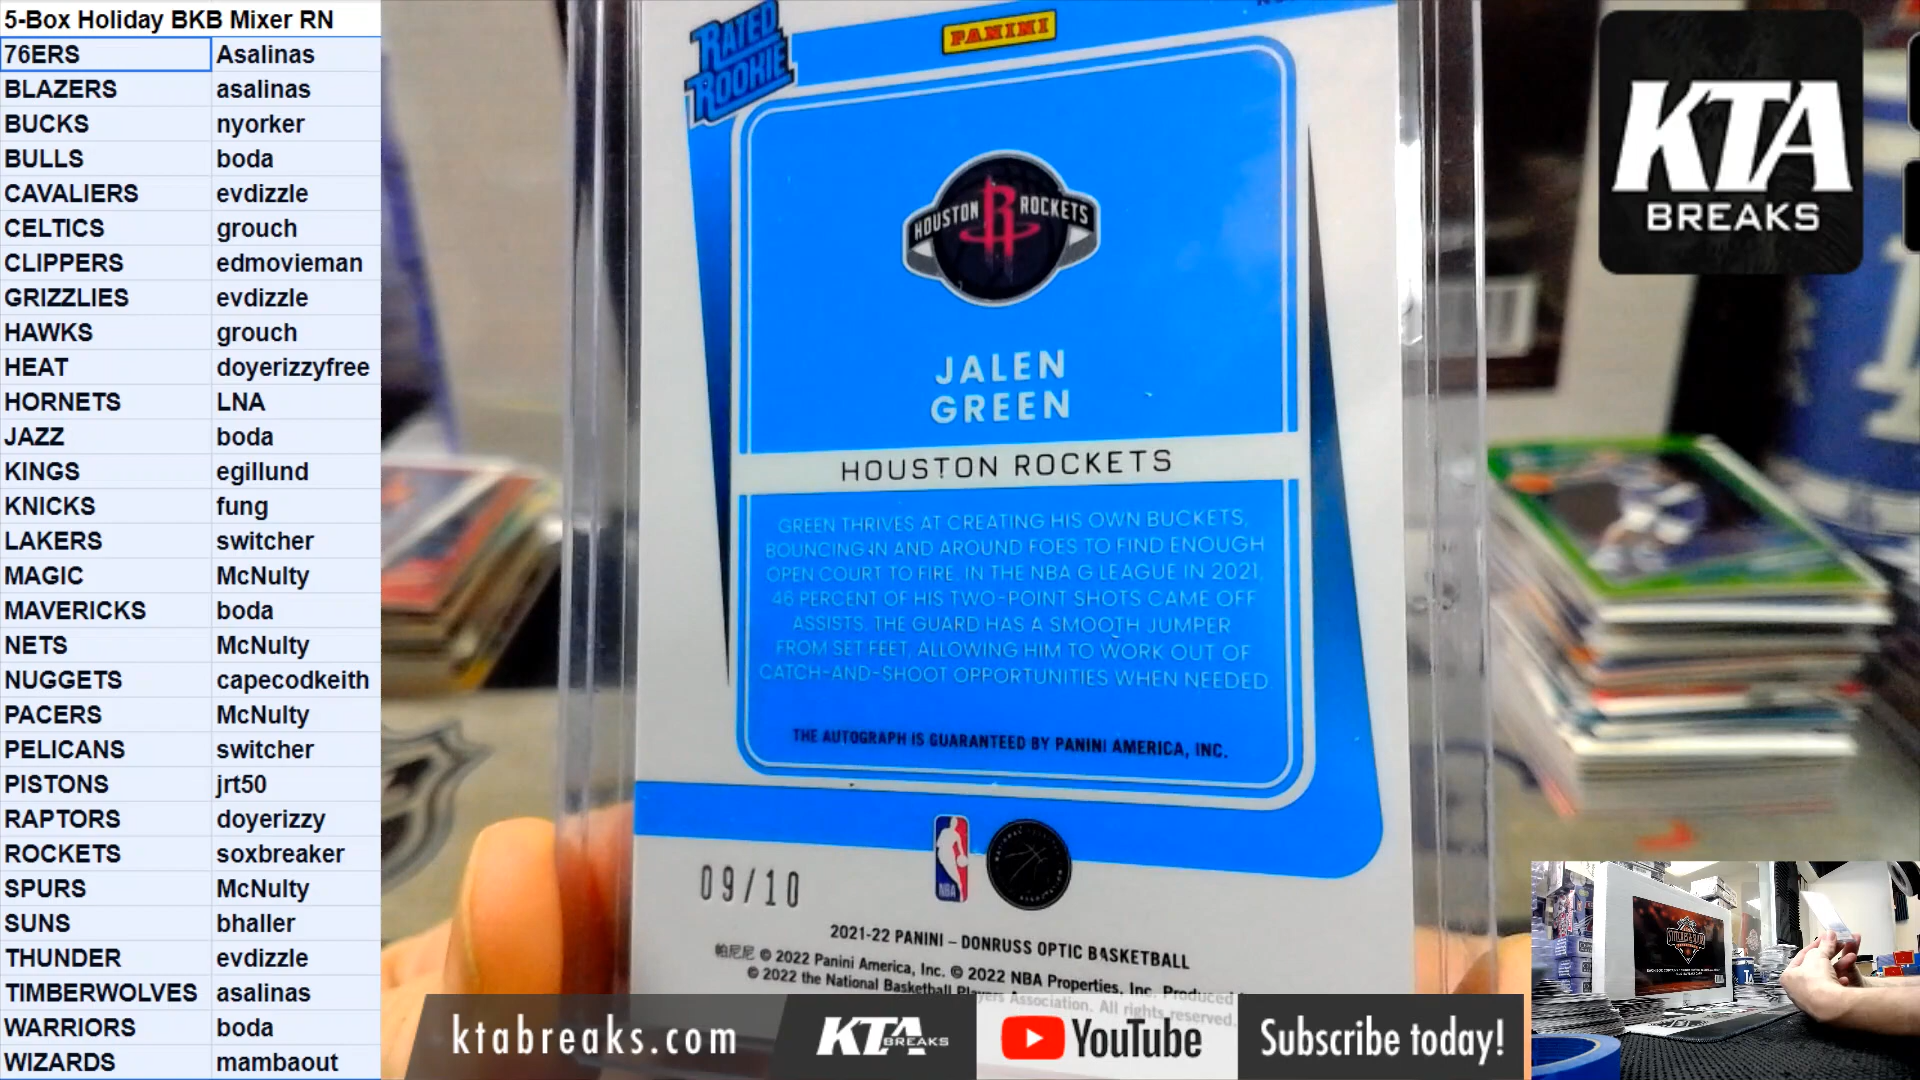 5-Box Holiday BKB Mixer RN
76ERS Asalinas
BLAZERS asalinas
BUCKS nyorker
BULLS boda
CAVALIERS evdizzle
CELTICS grouch
CLIPPERS edmovieman
GRIZZLIES evdizzle
HAWKS grouch
HEAT doyerizzyfree
HORNETS LNA
JAZZ boda
KINGS egillund
KNICKS fung
LAKERS switcher
MAGIC McNulty
MAVERICKS boda
NETS McNulty
NUGGETS capecodkeith
PACERS McNulty
PELICANS switcher
PISTONS jrt50
RAPTORS doyerizzy
ROCKETS soxbreaker
SPURS McNulty
SUNS bhaller
THUNDER evdizzle
TIMBERWOLVES asalinas
WARRIORS boda
WIZARDS mambaout
RATED
ROOKIE
PANINI
HOUSTON R ROCKETS
JALEN
GREEN
HOUSTON ROCKETS
GREEN THRIVES AT CREATING HIS OWN BUCKETS,
BOUNCING IN AND AROUND FOES TO FIND ENOUGH
OPEN COURT TO FIRE. IN THE NBA G LEAGUE IN 2021,
46 PERCENT OF HIS TWO-POINT SHOTS CAME OFF
ASSISTS. THE GUARD HAS A SMOOTH JUMPER
FROM SET FEET, ALLOWING HIM TO WORK OUT OF
CATCH-AND-SHOOT OPPORTUNITIES WHEN NEEDED.
THE AUTOGRAPH IS GUARANTEED BY PANINI AMERICA, INC.
NBA
09/10
2021-22 PANINI – DONRUSS OPTIC BASKETBALL
帕尼尼 © 2022 Panini America, Inc. © 2022 NBA Properties, Inc. Produced
© 2022 the National Basketball Players Association. All rights reserved.
KTA
BREAKS
ktabreaks.com
KTA BREAKS
YouTube
Subscribe today!